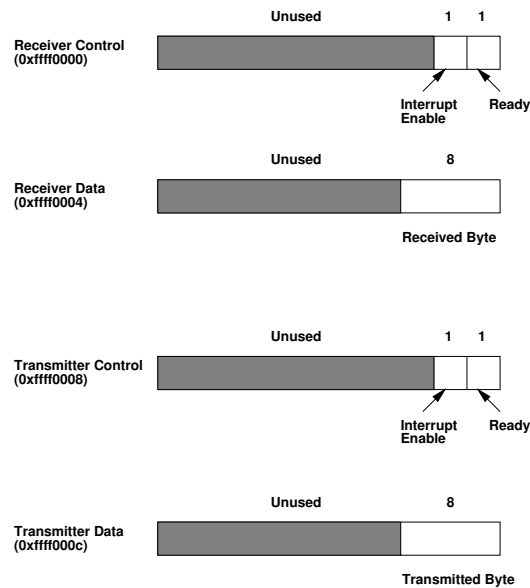 Unused 1 1
Receiver Control
(0xffff0000)
Interrupt Ready
Enable
Unused 8
Receiver Data
(0xffff0004)
Received Byte
Unused 1 1
Transmitter Control
(0xffff0008)
Interrupt Ready
Enable
Unused 8
Transmitter Data
(0xffff000c)
Transmitted Byte